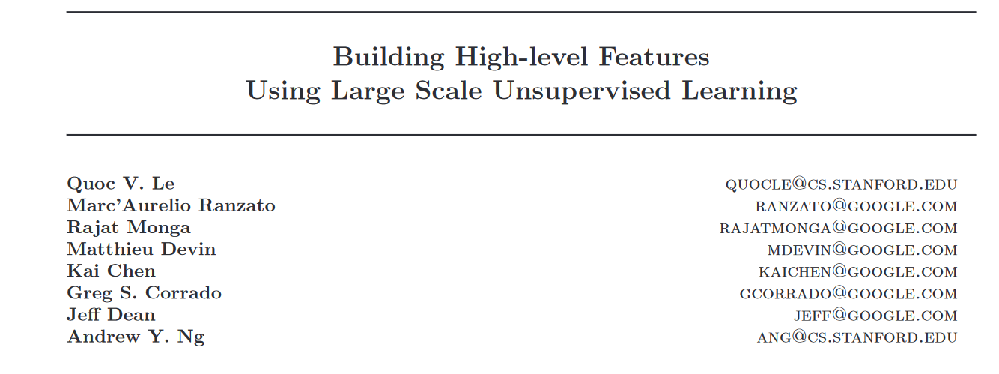 Building High-level Features
Using Large Scale Unsupervised Learning
Quoc V. Le QUOCLE@CS.STANFORD.EDU
Marc'Aurelio Ranzato RANZATO@GOOGLE.COM
Rajat Monga RAJATMONGA@GOOGLE.COM
Matthieu Devin MDEVIN@GOOGLE.COM
Kai Chen KAICHEN@GOOGLE.COM
Greg S. Corrado GCORRADO@GOOGLE.COM
Jeff Dean JEFF@GOOGLE.COM
Andrew Y. Ng ANG@CS.STANFORD.EDU